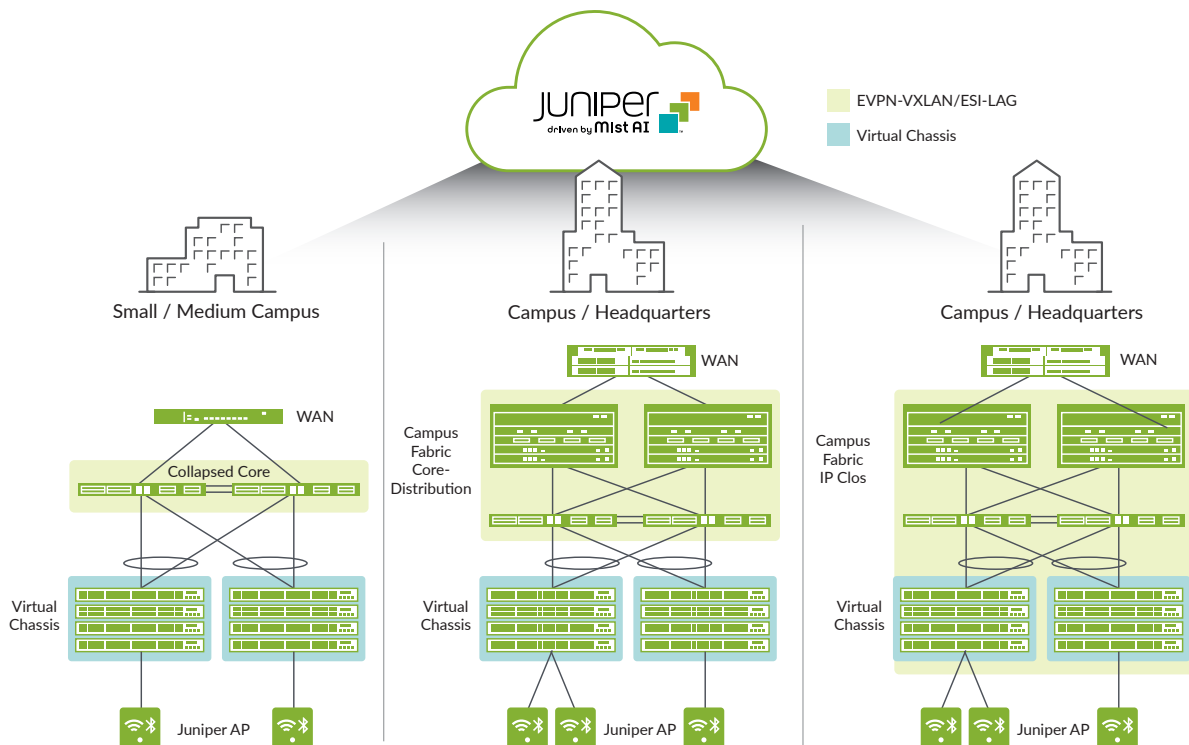 JUNIPER
driven by Mist AI
EVPN-VXLAN/ESI-LAG
Virtual Chassis
Small / Medium Campus
WAN
Collapsed Core
Virtual
Chassis
Juniper AP
Campus / Headquarters
WAN
Campus
Fabric
Core-
Distribution
Virtual
Chassis
Juniper AP
Campus / Headquarters
WAN
Campus
Fabric
IP Clos
Virtual
Chassis
Juniper AP